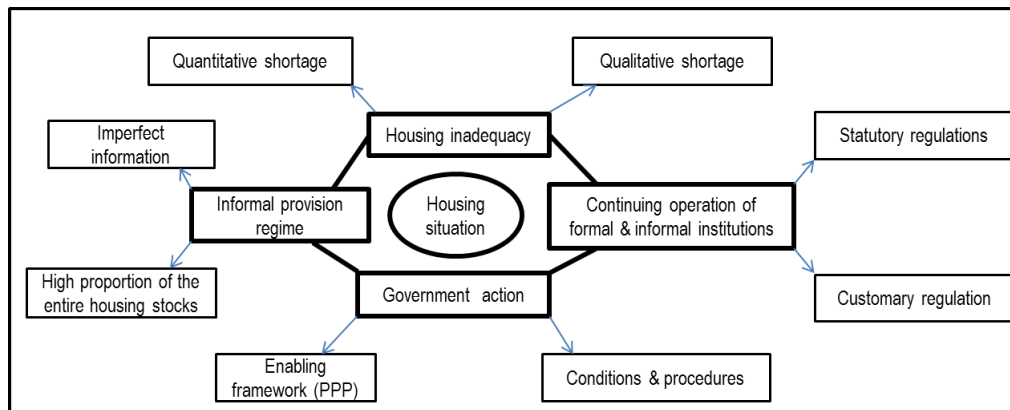 Quantitative shortage
Qualitative shortage
Imperfect
information
Housing inadequacy
Statutory regulations
Informal provision
regime
Housing
situation
Continuing operation of
formal & informal institutions
High proportion of the
entire housing stocks
Government action
Customary regulation
Enabling
framework (PPP)
Conditions & procedures